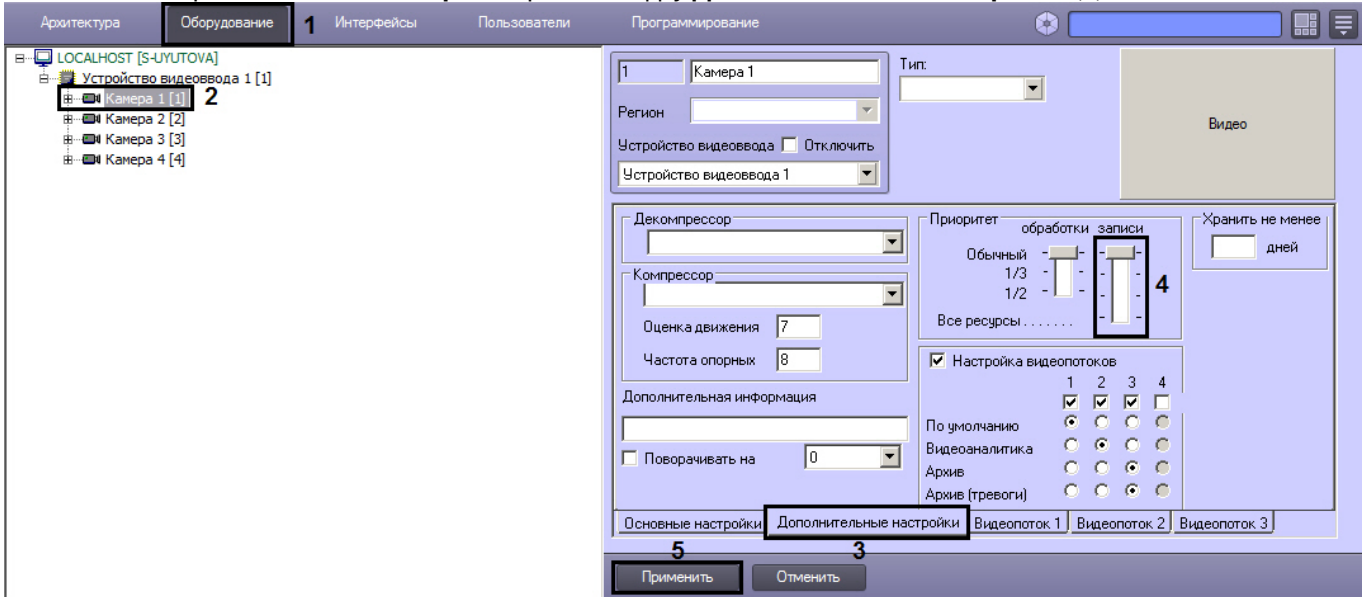 Архитектура Оборудование 1 Интерфейсы Пользователи Программирование
LOCALHOST [S-UYUTOVA]
Устройство видеоввода 1 [1]
Камера 1 [1] 2
Камера 2 [2]
Камера 3 [3]
Камера 4 [4]
1 Камера 1
Тип:
Регион
Видео
Устройство видеоввода Отключить
Устройство видеоввода 1
Декомпрессор
Компрессор
Оценка движения 7
Частота опорных 8
Дополнительная информация
Поворачивать на 0
Приоритет
обработки записи
Обычный
1/3
1/2
4
Все ресурсы . . . . . . .
Хранить не менее
дней
Настройка видеопотоков
1 2 3 4
По умолчанию
Видеоаналитика
Архив
Архив (тревоги)
Основные настройки Дополнительные настройки Видеопоток 1 Видеопоток 2 Видеопоток 3
5 3
Применить Отменить